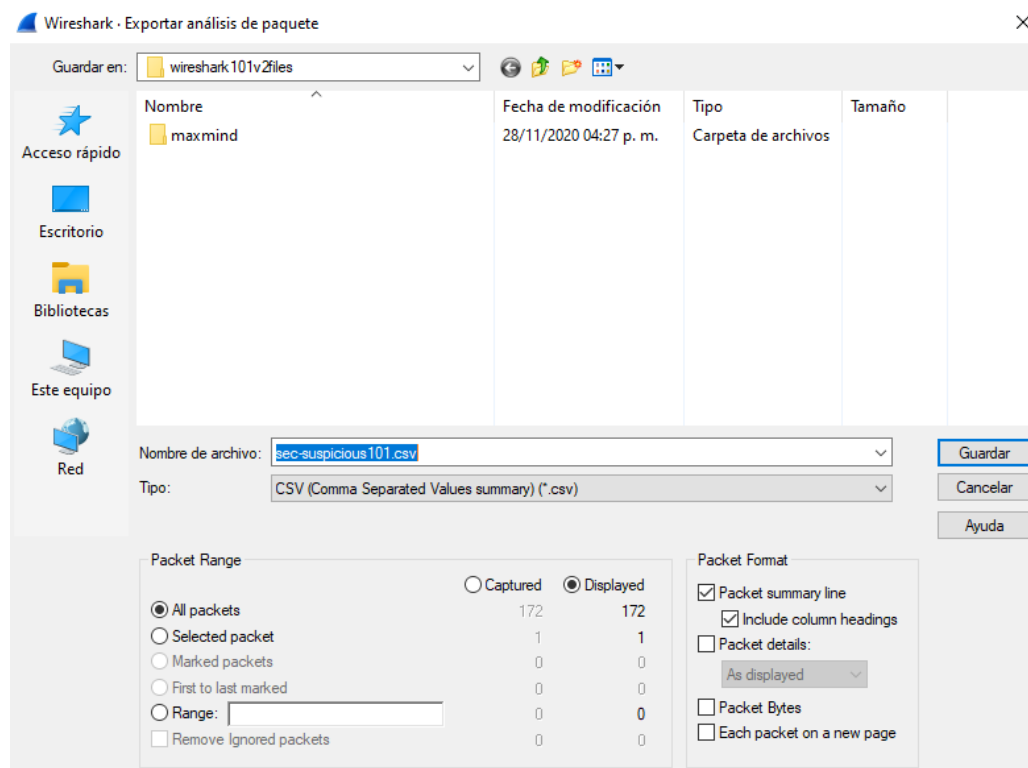 Wireshark · Exportar análisis de paquete
Guardar en: wireshark101v2files
Nombre Fecha de modificación Tipo Tamaño
maxmind 28/11/2020 04:27 p. m. Carpeta de archivos
Acceso rápido
Escritorio
Bibliotecas
Este equipo
Red
Nombre de archivo: sec-suspicious101.csv Guardar
Tipo: CSV (Comma Separated Values summary) (*.csv) Cancelar
Ayuda
Packet Range
Captured Displayed
All packets 172 172
Selected packet 1 1
Marked packets 0 0
First to last marked 0 0
Range: 0 0
Remove Ignored packets 0 0
Packet Format
Packet summary line
Include column headings
Packet details:
As displayed
Packet Bytes
Each packet on a new page